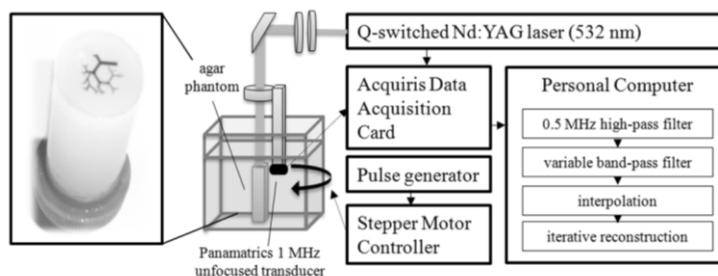 Q-switched Nd:YAG laser (532 nm)
agar
phantom
Acquiris Data
Acquisition
Card
Pulse generator
Stepper Motor
Controller
Panamatrics 1 MHz
unfocused transducer
Personal Computer
0.5 MHz high-pass filter
variable band-pass filter
interpolation
iterative reconstruction